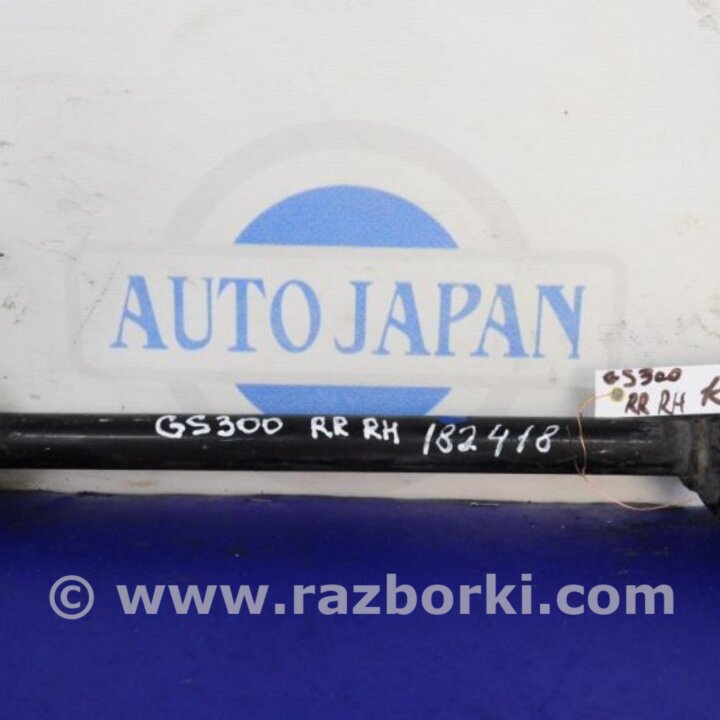 AUTO JAPAN
GS300
RR RH
GS300 RR RH 182418
© www.razborki.com